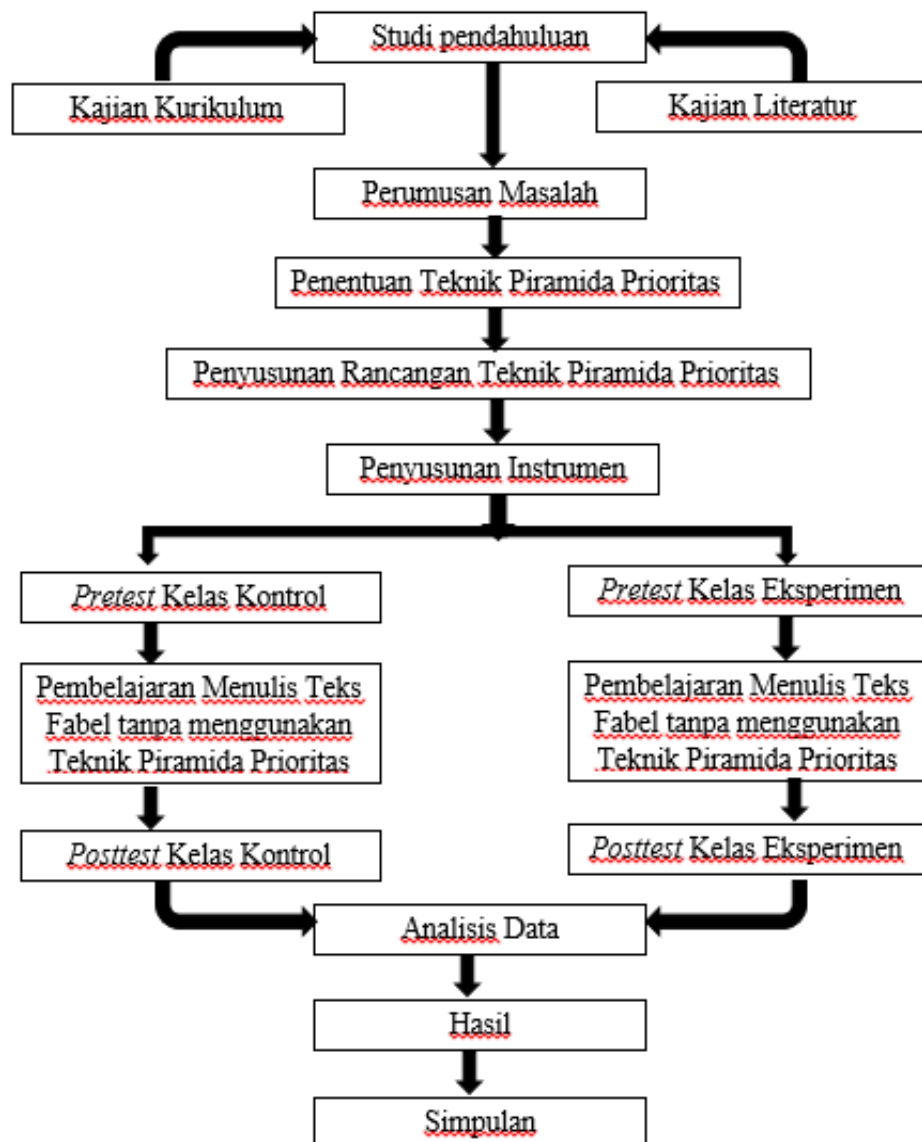 Studi pendahuluan
Kajian Kurikulum
Kajian Literatur
Perumusan Masalah
Penentuan Teknik Piramida Prioritas
Penyusunan Rancangan Teknik Piramida Prioritas
Penyusunan Instrumen
Pretest Kelas Kontrol
Pretest Kelas Eksperimen
Pembelajaran Menulis Teks
Fabel tanpa menggunakan
Teknik Piramida Prioritas
Pembelajaran Menulis Teks
Fabel tanpa menggunakan
Teknik Piramida Prioritas
Posttest Kelas Kontrol
Posttest Kelas Eksperimen
Analisis Data
Hasil
Simpulan